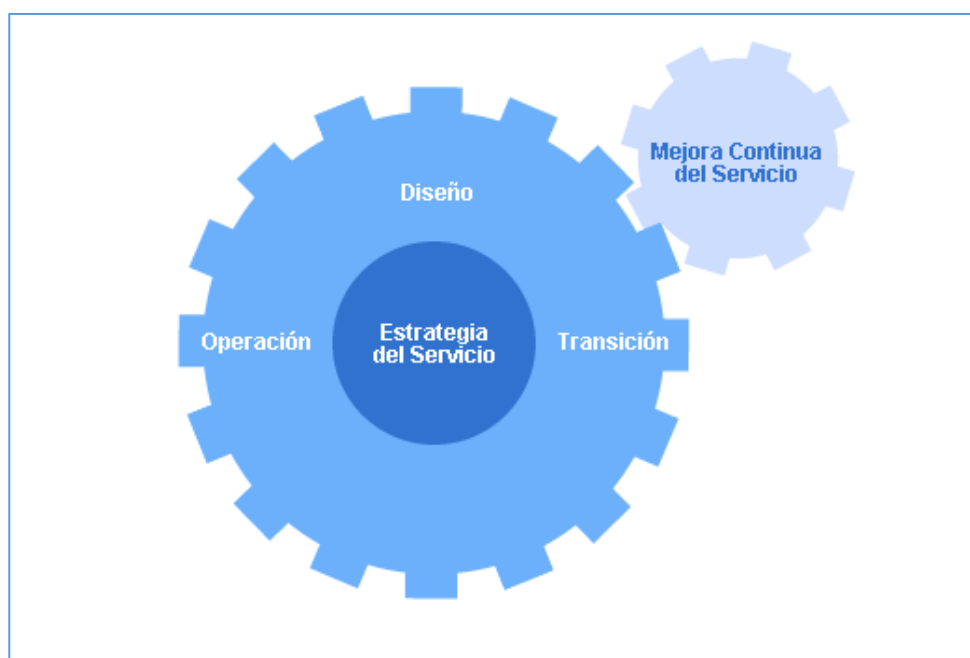 Mejora Continua
del Servicio
Diseño
Operación
Estrategia
del Servicio
Transición